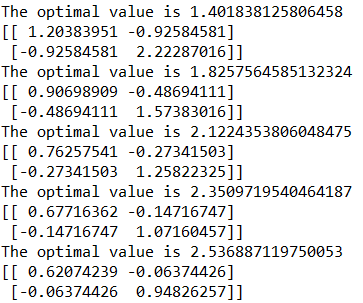 The optimal value is 1.401838125806458
[[ 1.20383951 -0.92584581]
 [-0.92584581  2.22287016]]
The optimal value is 1.8257564585132324
[[ 0.90698909 -0.48694111]
 [-0.48694111  1.57383016]]
The optimal value is 2.1224353806048475
[[ 0.76257541 -0.27341503]
 [-0.27341503  1.25822325]]
The optimal value is 2.3509719540464187
[[ 0.67716362 -0.14716747]
 [-0.14716747  1.07160457]]
The optimal value is 2.536887119750053
[[ 0.62074239 -0.06374426]
 [-0.06374426  0.94826257]]